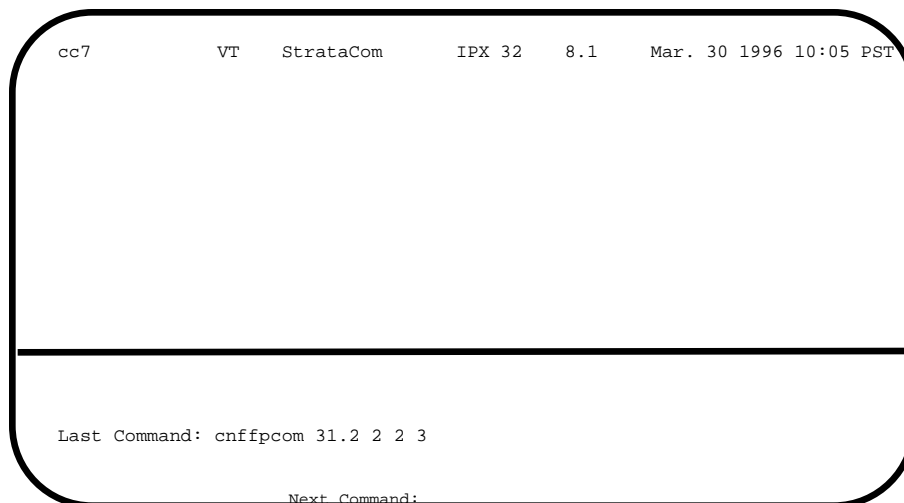 cc7 VT StrataCom IPX 32 8.1 Mar. 30 1996 10:05 PST
Last Command: cnffpcom 31.2 2 2 3
Next Command: